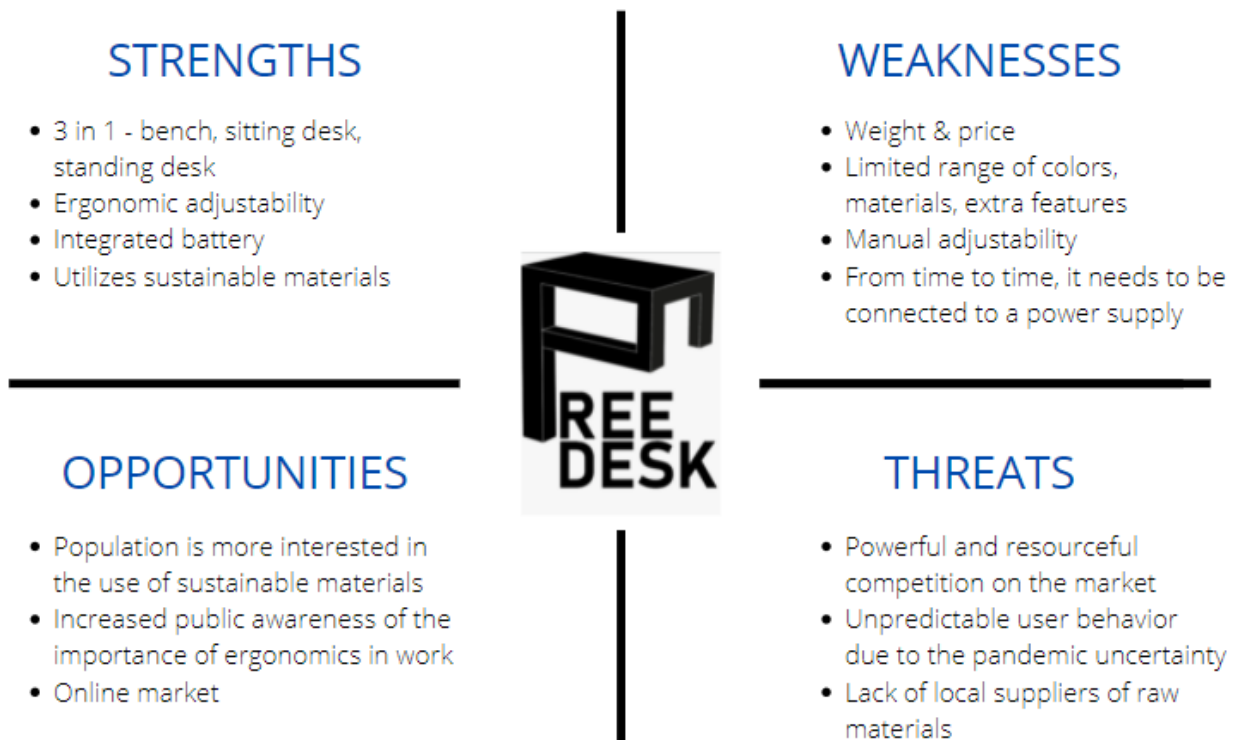 STRENGTHS
• 3 in 1 - bench, sitting desk,
standing desk
• Ergonomic adjustability
• Integrated battery
• Utilizes sustainable materials
WEAKNESSES
• Weight & price
• Limited range of colors,
materials, extra features
• Manual adjustability
• From time to time, it needs to be
connected to a power supply
FREE
DESK
OPPORTUNITIES
• Population is more interested in
the use of sustainable materials
• Increased public awareness of the
importance of ergonomics in work
• Online market
THREATS
• Powerful and resourceful
competition on the market
• Unpredictable user behavior
due to the pandemic uncertainty
• Lack of local suppliers of raw
materials